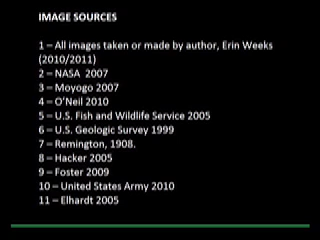 IMAGE SOURCES
1 – All images taken or made by author, Erin Weeks
(2010/2011)
2 – NASA  2007
3 – Moyogo 2007
4 – O'Neil 2010
5 – U.S. Fish and Wildlife Service 2005
6 – U.S. Geologic Survey 1999
7 – Remington, 1908.
8 – Hacker 2005
9 – Foster 2009
10 – United States Army 2010
11 – Elhardt 2005